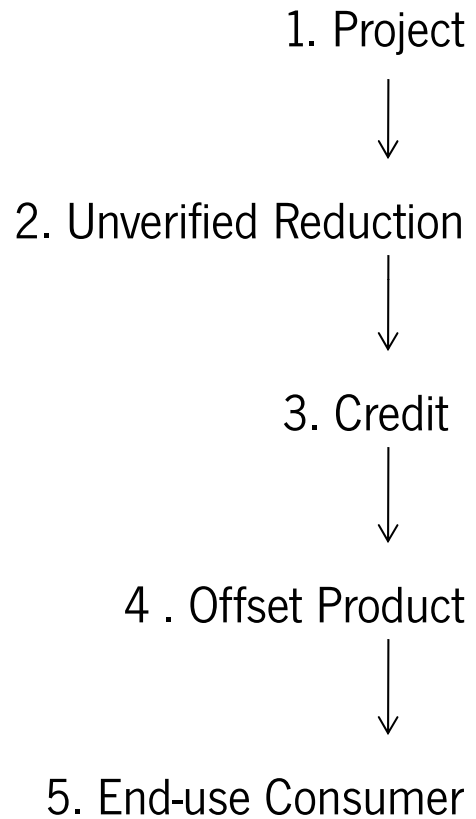 1. Project
2. Unverified Reduction
3. Credit
4 . Offset Product
5. End-use Consumer